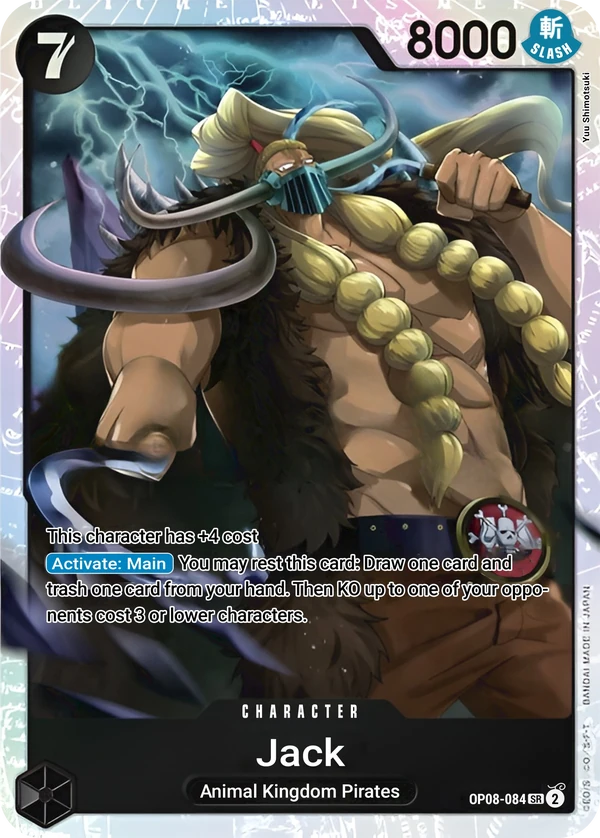 7
8000
斬
SLASH
Yuu Shimotsuki
This character has +4 cost
Activate: Main You may rest this card: Draw one card and
trash one card from your hand. Then KO up to one of your oppo-
nents cost 3 or lower characters.
BANDAI MADE IN JAPAN
CHARACTER
Jack
Animal Kingdom Pirates
OP08-084 SR 2